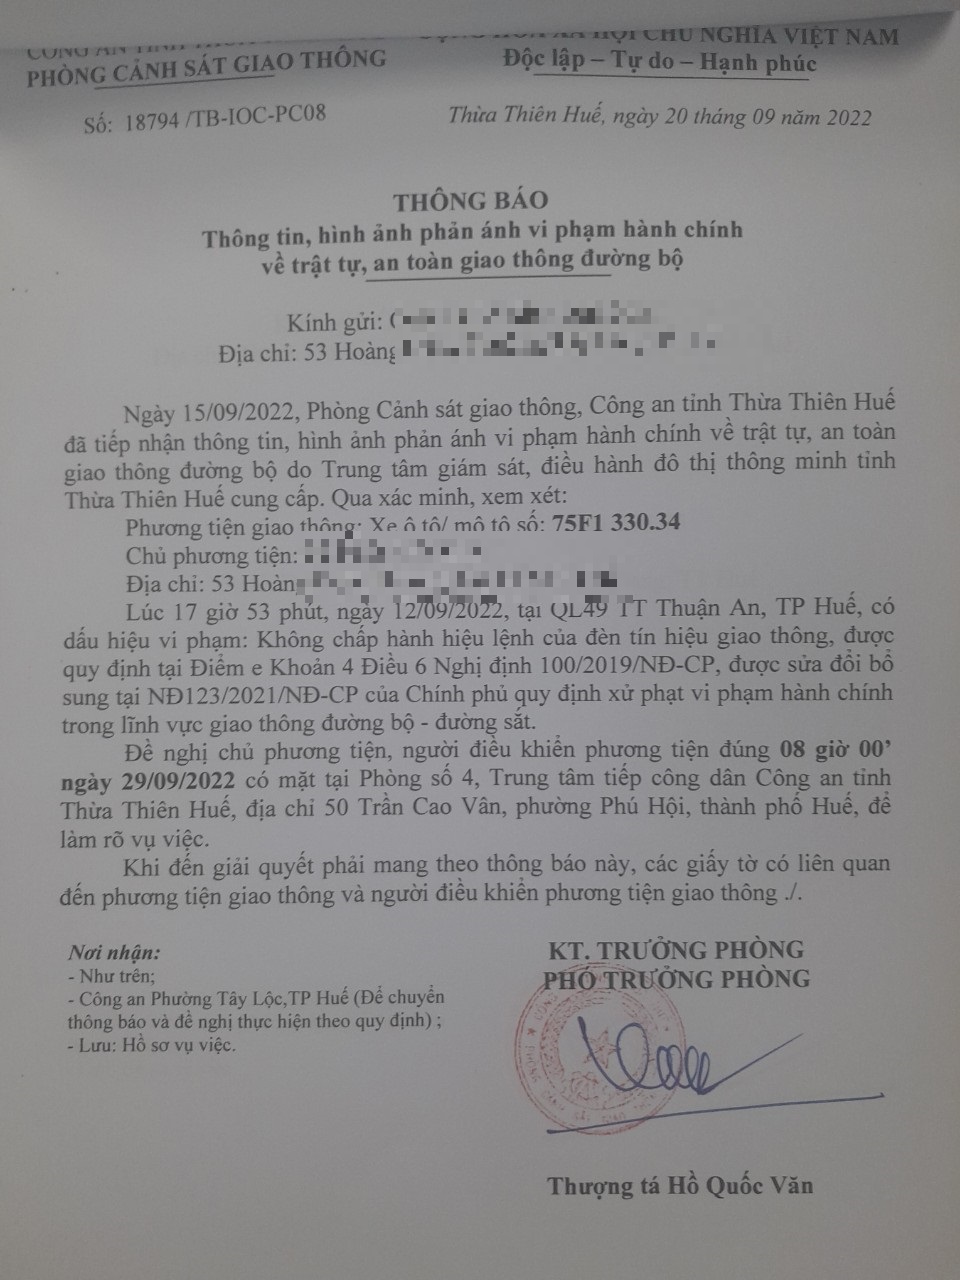 CÔNG AN TỈNH
HỘI CHỦ NGHĨA VIỆT NAM
PHÒNG CẢNH SÁT GIAO THÔNG
Độc lập – Tự do – Hạnh phúc
Số: 18794 /TB-IOC-PC08
Thừa Thiên Huế, ngày 20 tháng 09 năm 2022
THÔNG BÁO
Thông tin, hình ảnh phản ánh vi phạm hành chính
về trật tự, an toàn giao thông đường bộ
Kính gửi:
Địa chỉ: 53 Hoàng
Ngày 15/09/2022, Phòng Cảnh sát giao thông, Công an tỉnh Thừa Thiên Huế
đã tiếp nhận thông tin, hình ảnh phản ánh vi phạm hành chính về trật tự, an toàn
giao thông đường bộ do Trung tâm giám sát, điều hành đô thị thông minh tỉnh
Thừa Thiên Huế cung cấp. Qua xác minh, xem xét:
Phương tiện giao thông: Xe ô tô/ mô tô số: 75F1 330.34
Chủ phương tiện:
Địa chỉ: 53 Hoàng
Lúc 17 giờ 53 phút, ngày 12/09/2022, tại QL49 TT Thuận An, TP Huế, có
dấu hiệu vi phạm: Không chấp hành hiệu lệnh của đèn tín hiệu giao thông, được
quy định tại Điểm e Khoản 4 Điều 6 Nghị định 100/2019/NĐ-CP, được sửa đổi bổ
sung tại NĐ123/2021/NĐ-CP của Chính phủ quy định xử phạt vi phạm hành chính
trong lĩnh vực giao thông đường bộ - đường sắt.
Đề nghị chủ phương tiện, người điều khiển phương tiện đúng 08 giờ 00’
ngày 29/09/2022 có mặt tại Phòng số 4, Trung tâm tiếp công dân Công an tỉnh
Thừa Thiên Huế, địa chỉ 50 Trần Cao Vân, phường Phú Hội, thành phố Huế, để
làm rõ vụ việc.
Khi đến giải quyết phải mang theo thông báo này, các giấy tờ có liên quan
đến phương tiện giao thông và người điều khiển phương tiện giao thông ./.
Nơi nhận:
- Như trên;
- Công an Phường Tây Lộc,TP Huế (Để chuyển
thông báo và đề nghị thực hiện theo quy định) ;
- Lưu: Hồ sơ vụ việc.
KT. TRƯỞNG PHÒNG
PHÓ TRƯỞNG PHÒNG
Thượng tá Hồ Quốc Văn